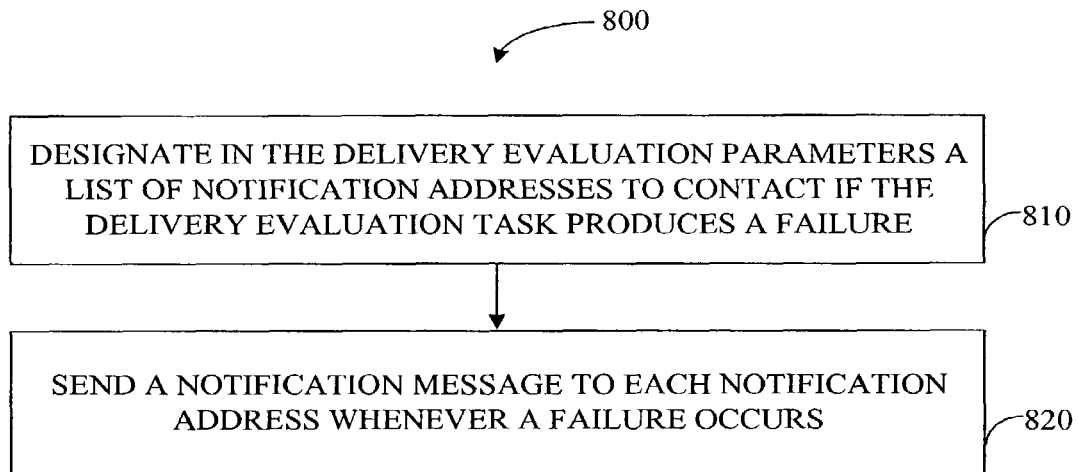 800
DESIGNATE IN THE DELIVERY EVALUATION PARAMETERS A
LIST OF NOTIFICATION ADDRESSES TO CONTACT IF THE
DELIVERY EVALUATION TASK PRODUCES A FAILURE
810
SEND A NOTIFICATION MESSAGE TO EACH NOTIFICATION
ADDRESS WHENEVER A FAILURE OCCURS
820